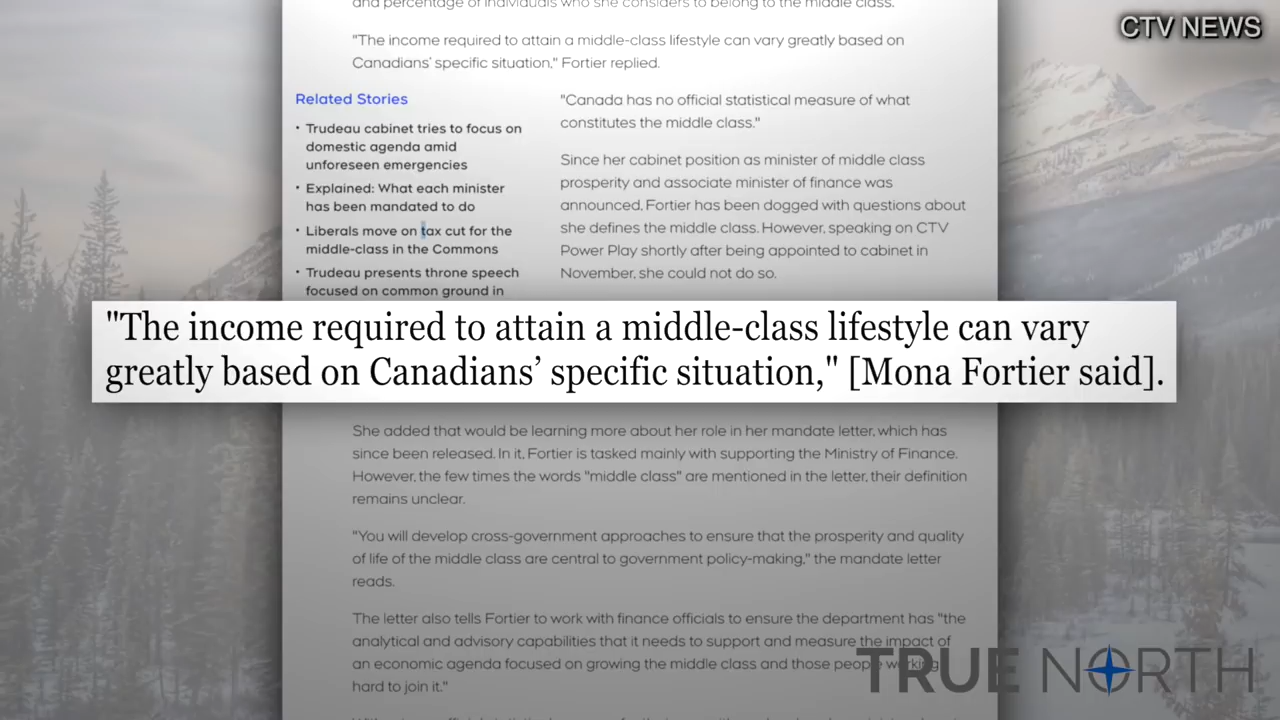 CTV NEWS
and percentage of individuals who she considers to belong to the middle class.
"The income required to attain a middle-class lifestyle can vary greatly based on
Canadians' specific situation," Fortier replied.
Related Stories
• Trudeau cabinet tries to focus on
domestic agenda amid
unforeseen emergencies
• Explained: What each minister
has been mandated to do
• Liberals move on tax cut for the
middle-class in the Commons
• Trudeau presents throne speech
focused on common ground in
"Canada has no official statistical measure of what
constitutes the middle class."
Since her cabinet position as minister of middle class
prosperity and associate minister of finance was
announced, Fortier has been dogged with questions about
she defines the middle class. However, speaking on CTV
Power Play shortly after being appointed to cabinet in
November, she could not do so.
"The income required to attain a middle-class lifestyle can vary
greatly based on Canadians’ specific situation," [Mona Fortier said].
She added that would be learning more about her role in her mandate letter, which has
since been released. In it, Fortier is tasked mainly with supporting the Ministry of Finance.
However, the few times the words "middle class" are mentioned in the letter, their definition
remains unclear.
"You will develop cross-government approaches to ensure that the prosperity and quality
of life of the middle class are central to government policy-making," the mandate letter
reads.
The letter also tells Fortier to work with finance officials to ensure the department has "the
analytical and advisory capabilities that it needs to support and measure the impact of
an economic agenda focused on growing the middle class and those people working
hard to join it."
TRUE NORTH